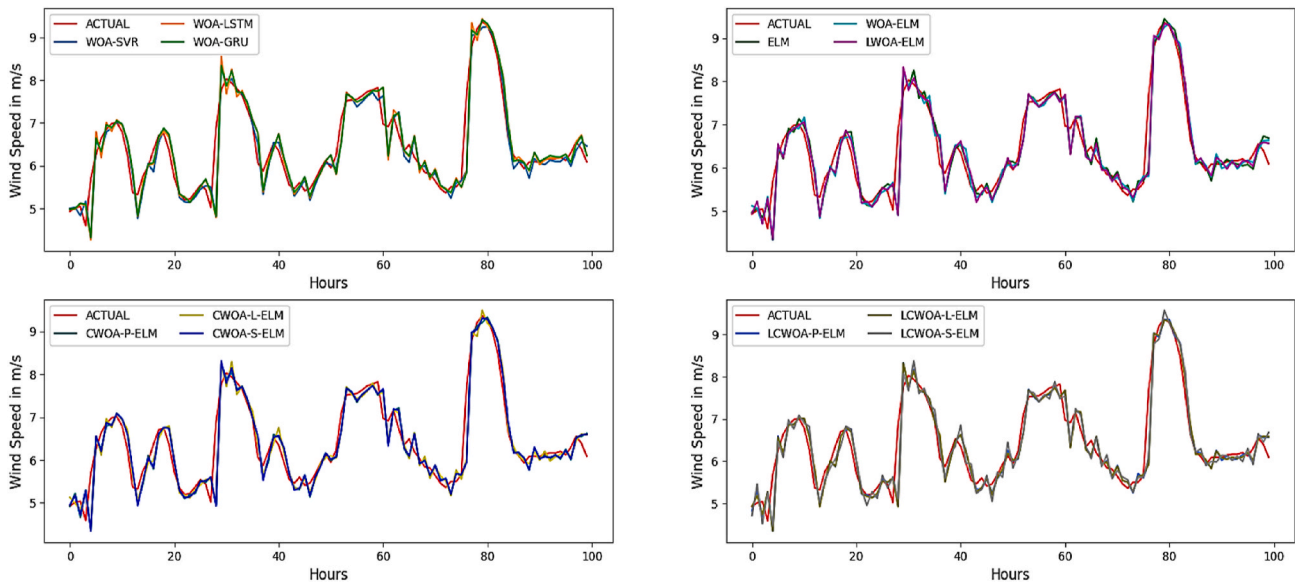 ACTUAL WOA-LSTM
WOA-SVR WOA-GRU
Wind Speed in m/s
9
8
7
6
5
0 20 40 60 80 100
Hours
ACTUAL WOA-ELM
ELM ILWOA-ELM
Wind Speed in m/s
9
8
7
6
5
0 20 40 60 80 100
Hours
ACTUAL CWOA-L-ELM
CWOA-P-ELM CWOA-S-ELM
Wind Speed in m/s
9
8
7
6
5
0 20 40 60 80 100
Hours
ACTUAL LCWOA-L-ELM
LCWOA-P-ELM LCWOA-S-ELM
Wind Speed in m/s
9
8
7
6
5
0 20 40 60 80 100
Hours